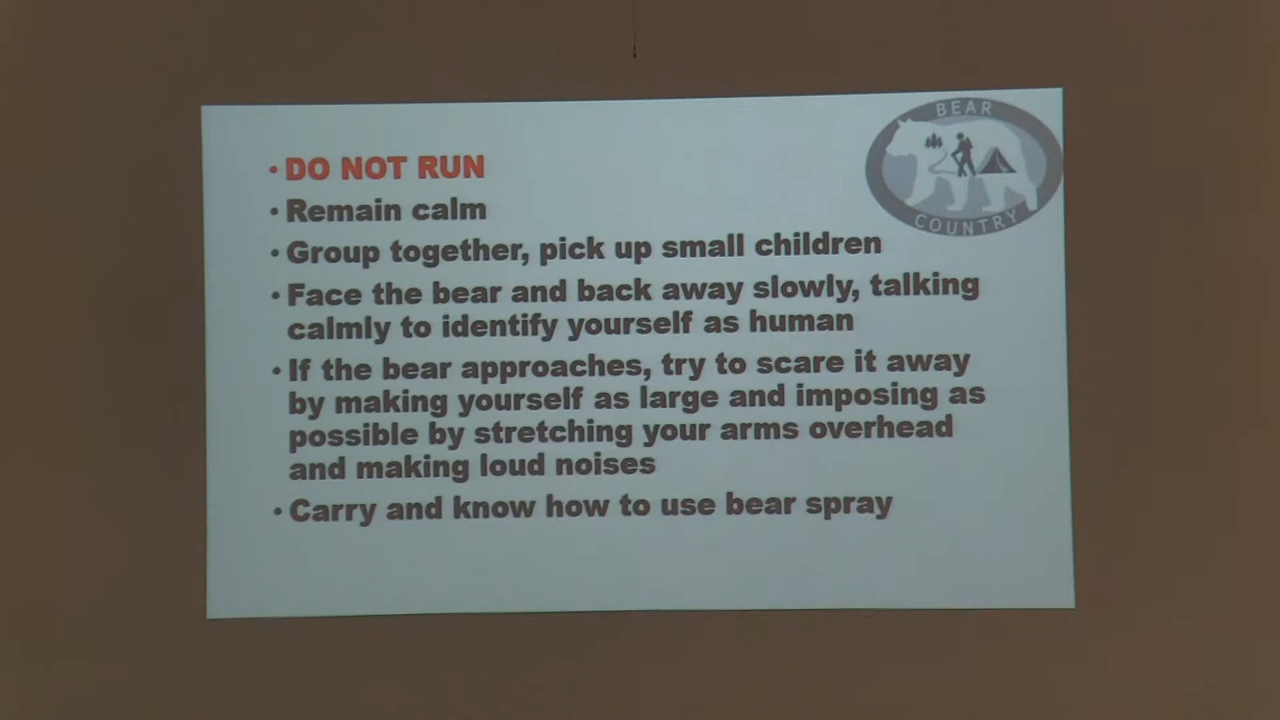 BEAR
COUNTRY
• DO NOT RUN
• Remain calm
• Group together, pick up small children
• Face the bear and back away slowly, talking
calmly to identify yourself as human
• If the bear approaches, try to scare it away
by making yourself as large and imposing as
possible by stretching your arms overhead
and making loud noises
• Carry and know how to use bear spray